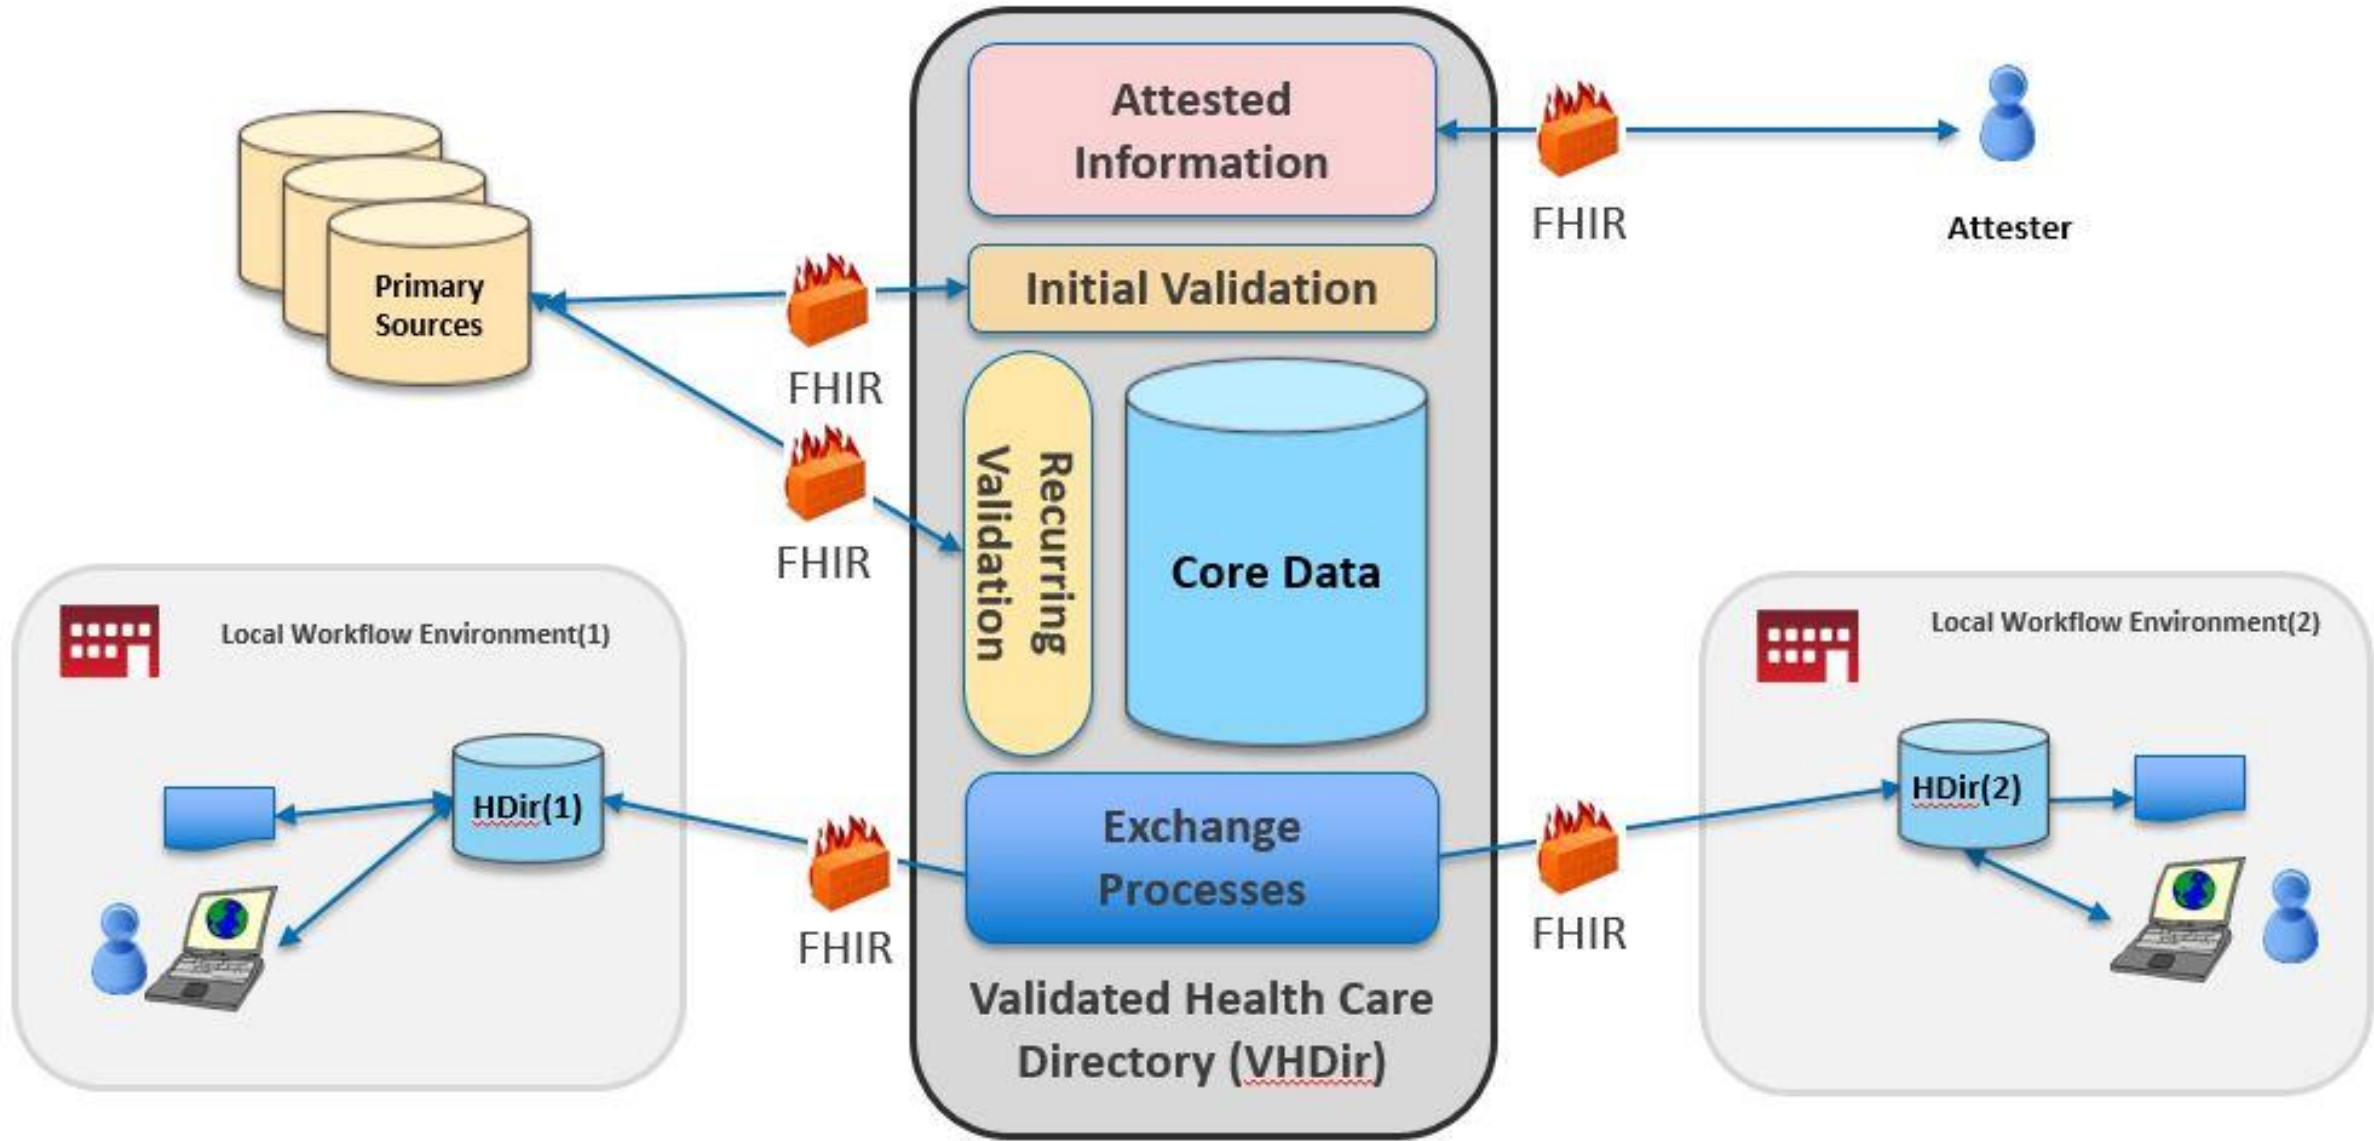 Attested
Information
FHIR
Attester
Primary
Sources
Initial Validation
FHIR
Recurring
Validation
FHIR
Core Data
Local Workflow Environment(1)
HDir(1)
FHIR
Exchange
Processes
Local Workflow Environment(2)
HDir(2)
FHIR
Validated Health Care
Directory (VHDir)